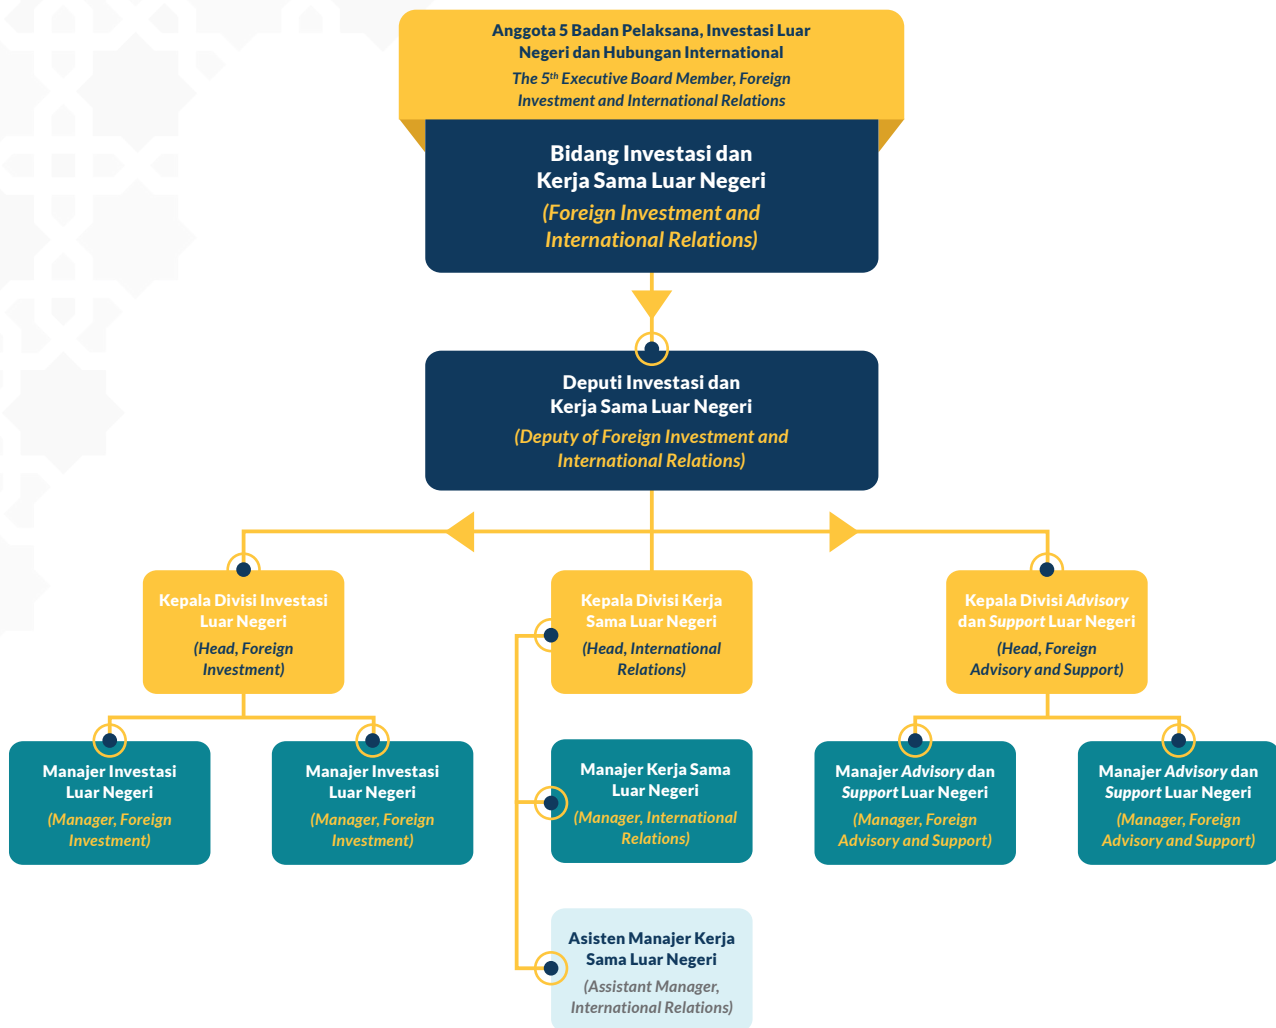 Anggota 5 Badan Pelaksana, Investasi Luar
Negeri dan Hubungan International
The 5th Executive Board Member, Foreign
Investment and International Relations
Bidang Investasi dan
Kerja Sama Luar Negeri
(Foreign Investment and
International Relations)
Deputi Investasi dan
Kerja Sama Luar Negeri
(Deputy of Foreign Investment and
International Relations)
Kepala Divisi Investasi
Luar Negeri
(Head, Foreign
Investment)
Kepala Divisi Kerja
Sama Luar Negeri
(Head, International
Relations)
Kepala Divisi Advisory
dan Support Luar Negeri
(Head, Foreign
Advisory and Support)
Manajer Investasi
Luar Negeri
(Manager, Foreign
Investment)
Manajer Investasi
Luar Negeri
(Manager, Foreign
Investment)
Manajer Kerja Sama
Luar Negeri
(Manager, International
Relations)
Manajer Advisory dan
Support Luar Negeri
(Manager, Foreign
Advisory and Support)
Manajer Advisory dan
Support Luar Negeri
(Manager, Foreign
Advisory and Support)
Asisten Manajer Kerja
Sama Luar Negeri
(Assistant Manager,
International Relations)